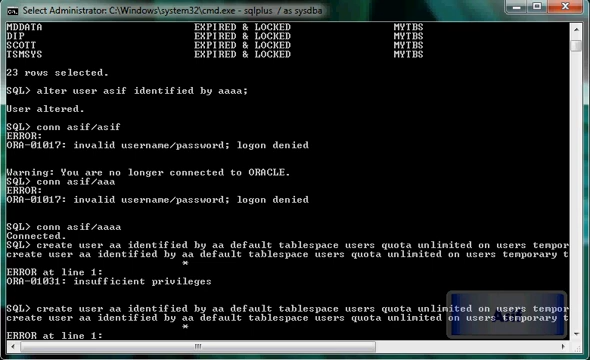 Select Administrator: C:\Windows\system32\cmd.exe - sqlplus / as sysdba
MDDATA EXPIRED & LOCKED MYTBS
DIP EXPIRED & LOCKED MYTBS
SCOTT EXPIRED & LOCKED MYTBS
TSMSYS EXPIRED & LOCKED MYTBS
23 rows selected.
SQL> alter user asif identified by aaaa;
User altered.
SQL> conn asif/asif
ERROR:
ORA-01017: invalid username/password; logon denied
Warning: You are no longer connected to ORACLE.
SQL> conn asif/aaa
ERROR:
ORA-01017: invalid username/password; logon denied
SQL> conn asif/aaaa
Connected.
SQL> create user aa identified by aa default tablespace users quota unlimited on users tempor
create user aa identified by aa default tablespace users quota unlimited on users temporary t
*
ERROR at line 1:
ORA-01031: insufficient privileges
SQL> create user aa identified by aa default tablespace users quota unlimited on users tempor
create user aa identified by aa default tablespace users quota unlimited on users temporary t
*
ERROR at line 1: